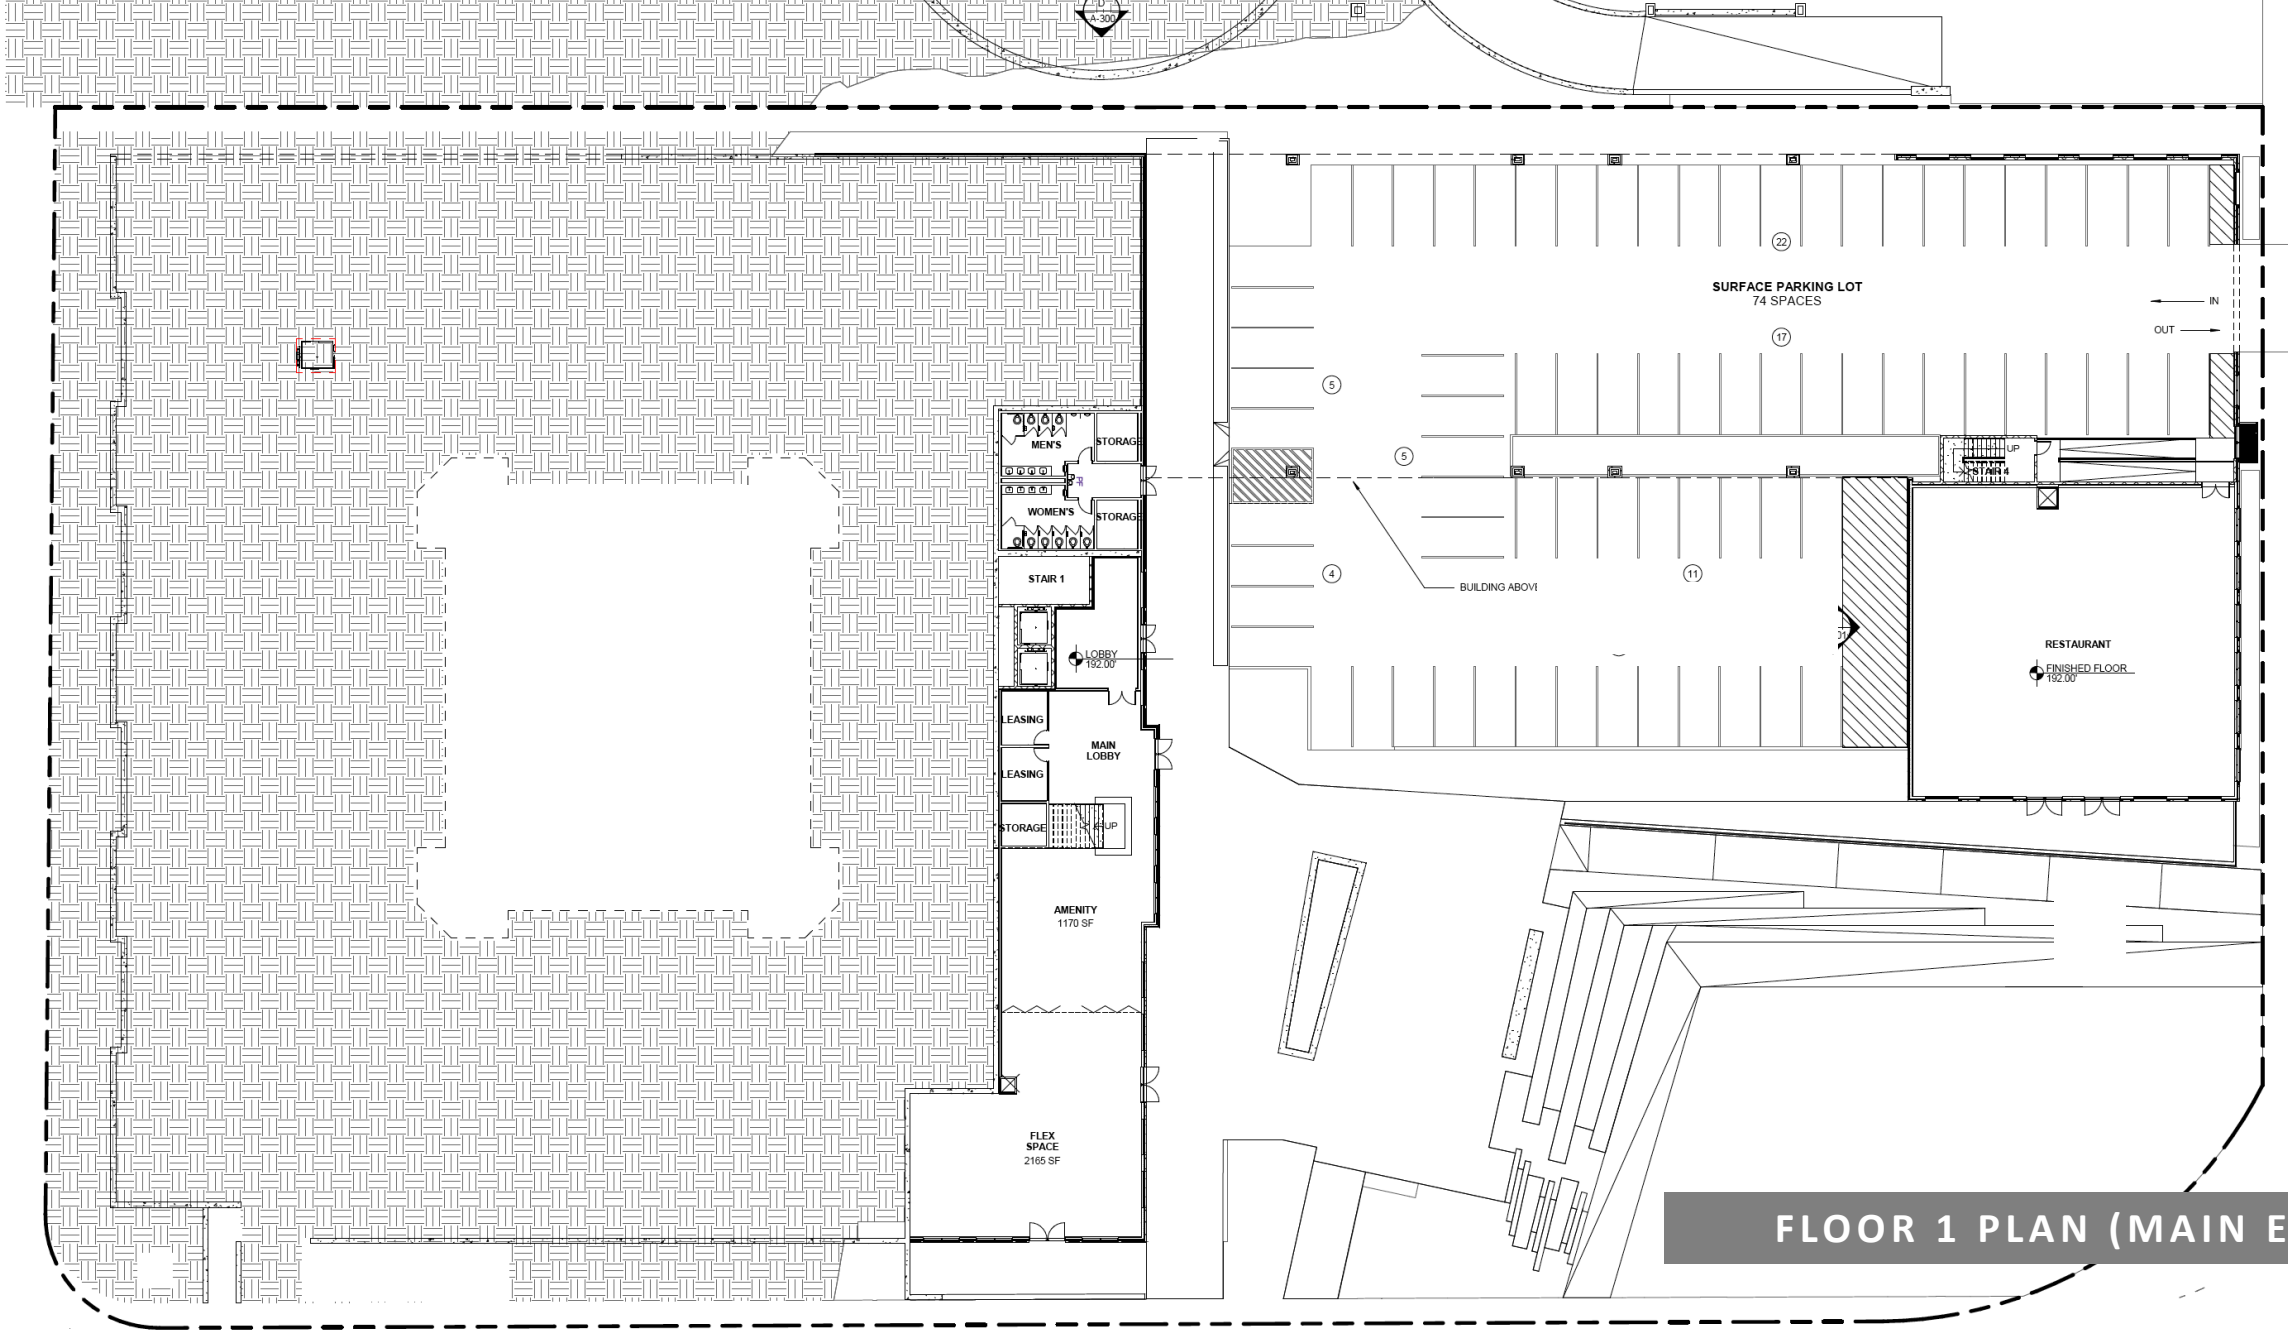 D
A-300
22
SURFACE PARKING LOT
74 SPACES
IN
OUT
17
5
MEN'S
STORAGE
5
UP
STAIR 4
WOMEN'S
STORAGE
STAIR 1
4
11
BUILDING ABOVE
LOBBY
192.00'
RESTAURANT
FINISHED FLOOR
192.00'
LEASING
MAIN
LOBBY
LEASING
STORAGE
UP
AMENITY
1170 SF
FLEX
SPACE
2165 SF
FLOOR 1 PLAN (MAIN E